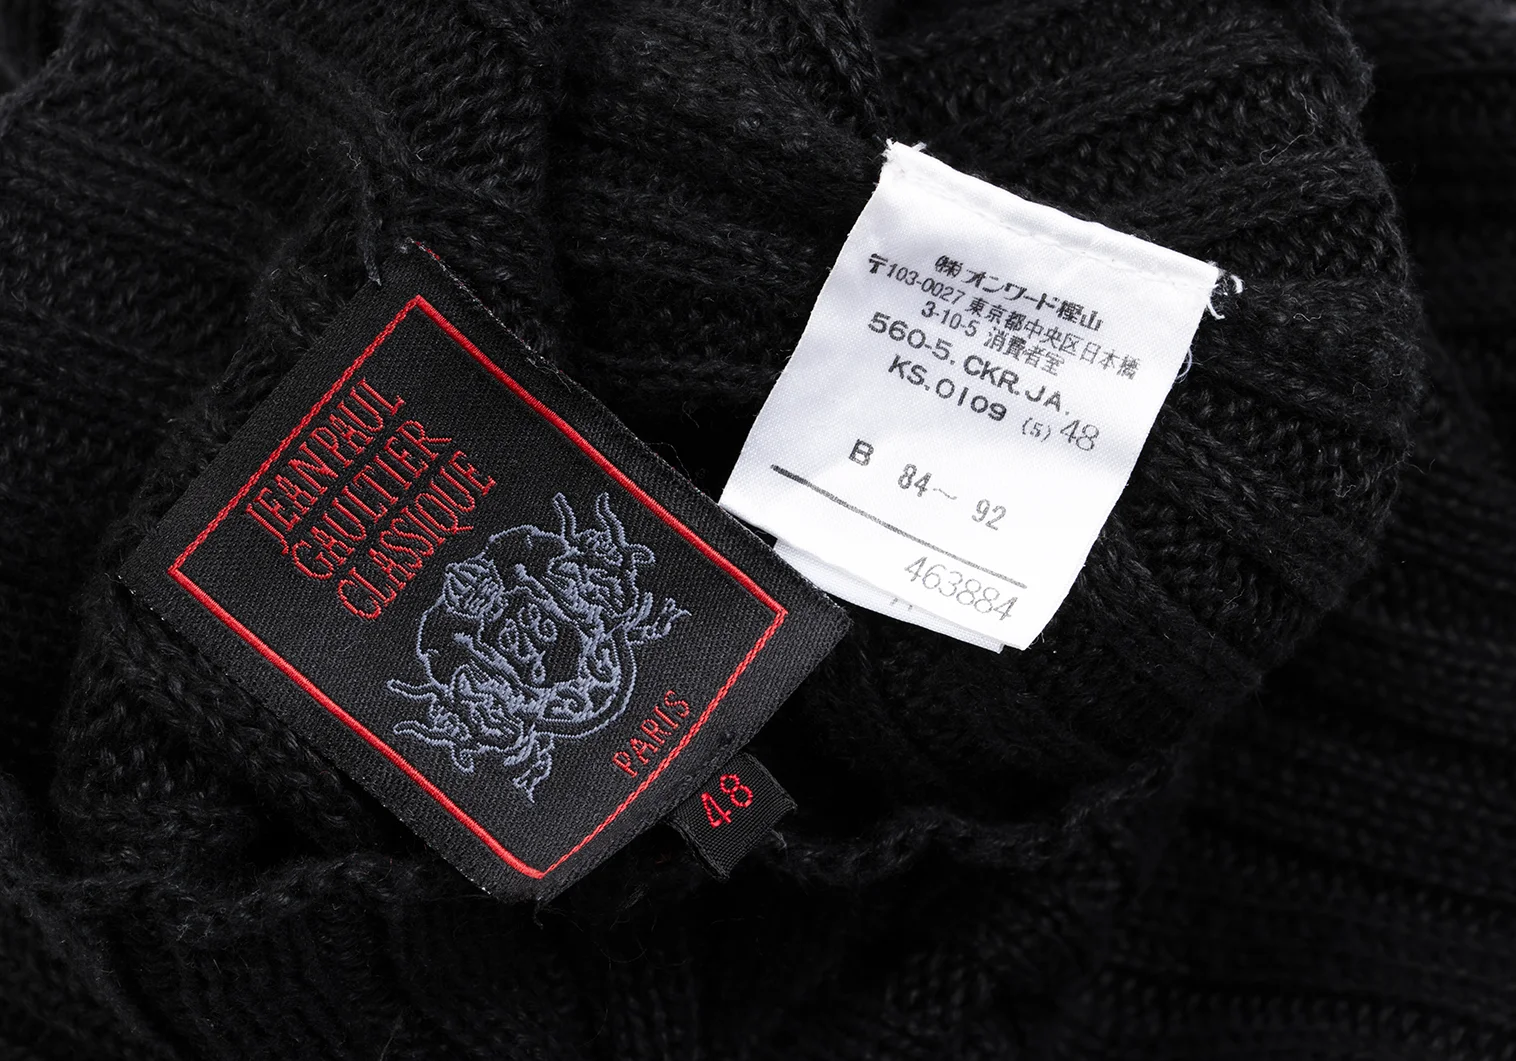 JEAN PAUL
GAULTIER
CLASSIQUE
PARIS
48
㈱オンワード樫山
〒103-0027 東京都中央区日本橋
3-10-5 消費者室
560-5. CKR. JA.
KS. 0109 (5) 48
B 84～ 92
463884